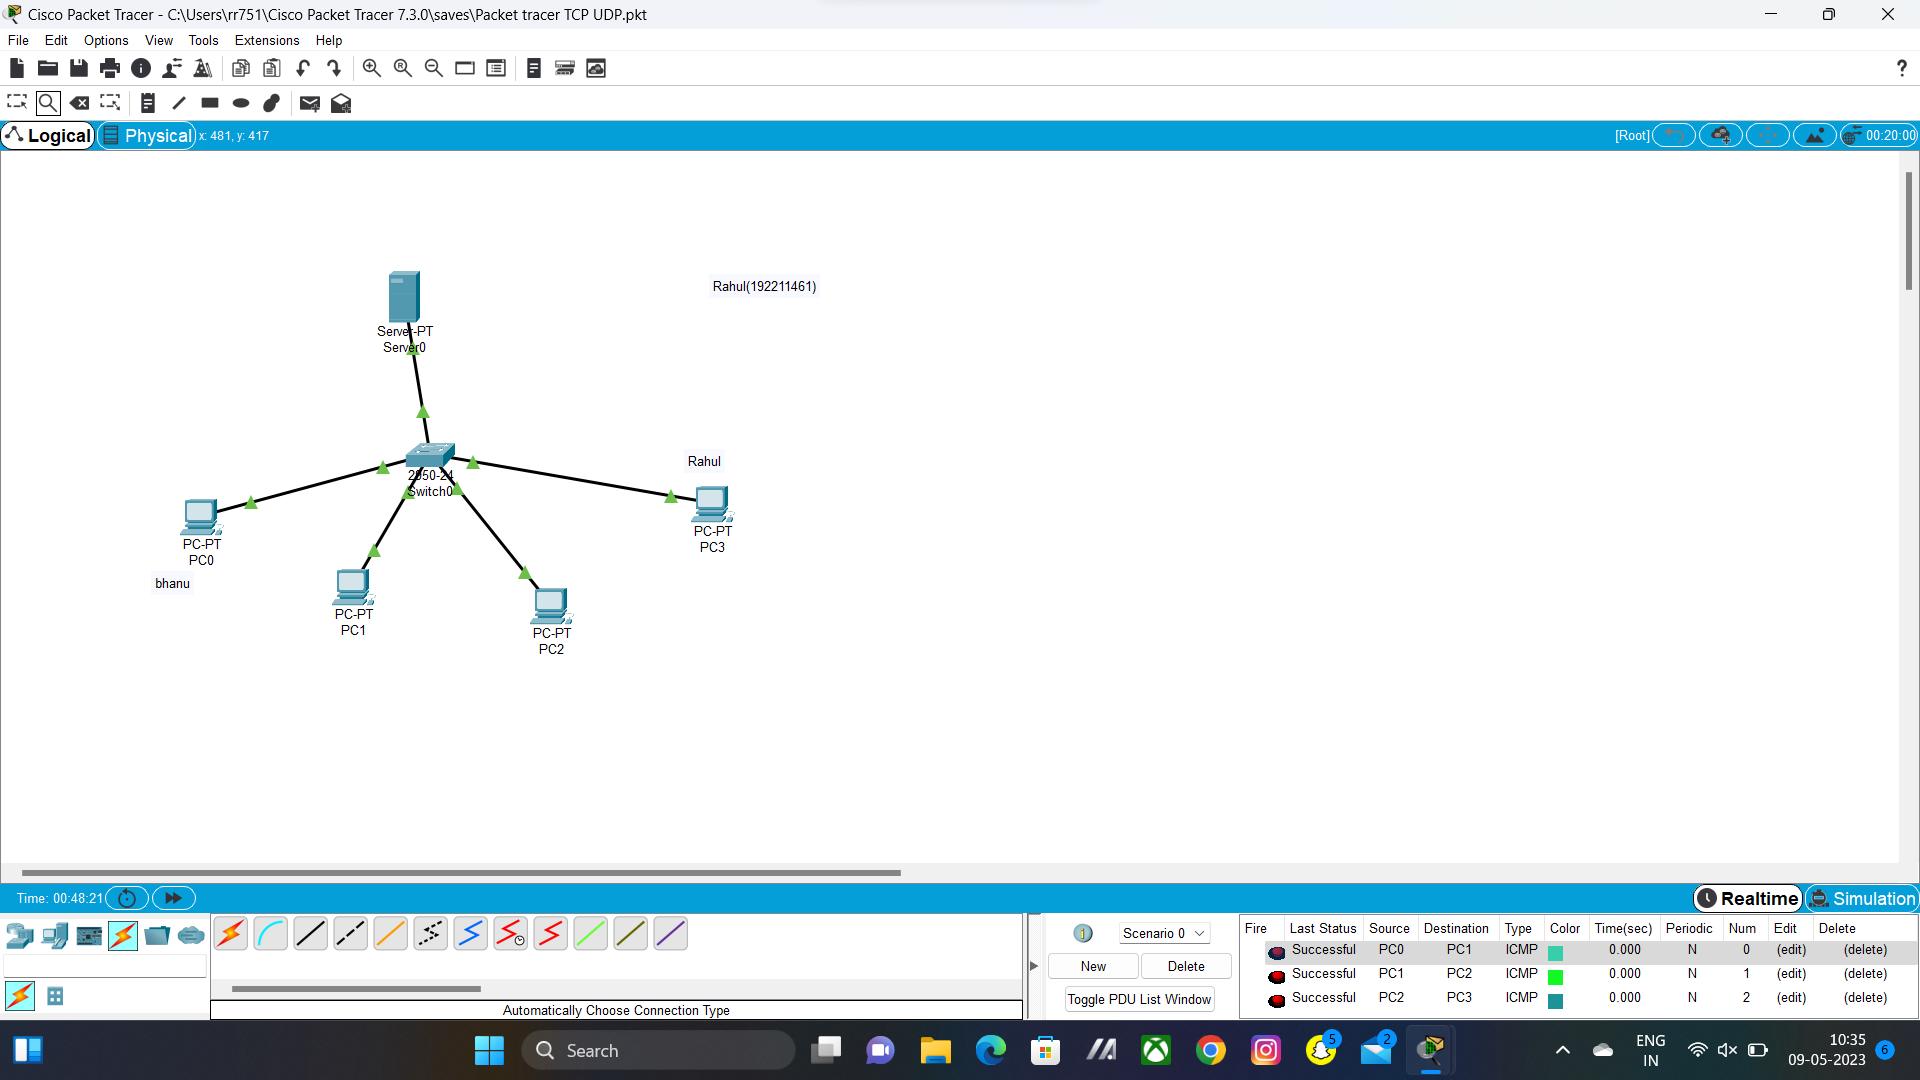 Cisco Packet Tracer - C:\Users\rr751\Cisco Packet Tracer 7.3.0\saves\Packet tracer TCP UDP.pkt
File Edit Options View Tools Extensions Help
?
Logical Physical x: 481, y: 417 [Root] 00:20:00
Rahul(192211461)
Server-PT
Server0
2950-24
Switch0
Rahul
PC-PT
PC3
PC-PT
PC0
bhanu
PC-PT
PC1
PC-PT
PC2
Time: 00:48:21 Realtime Simulation
Scenario 0
New Delete
Toggle PDU List Window
Automatically Choose Connection Type
Fire Last Status Source Destination Type Color Time(sec) Periodic Num Edit Delete
Successful PC0 PC1 ICMP 0.000 N 0 (edit) (delete)
Successful PC1 PC2 ICMP 0.000 N 1 (edit) (delete)
Successful PC2 PC3 ICMP 0.000 N 2 (edit) (delete)
Search
5
2
ENG
IN
10:35
09-05-2023
6